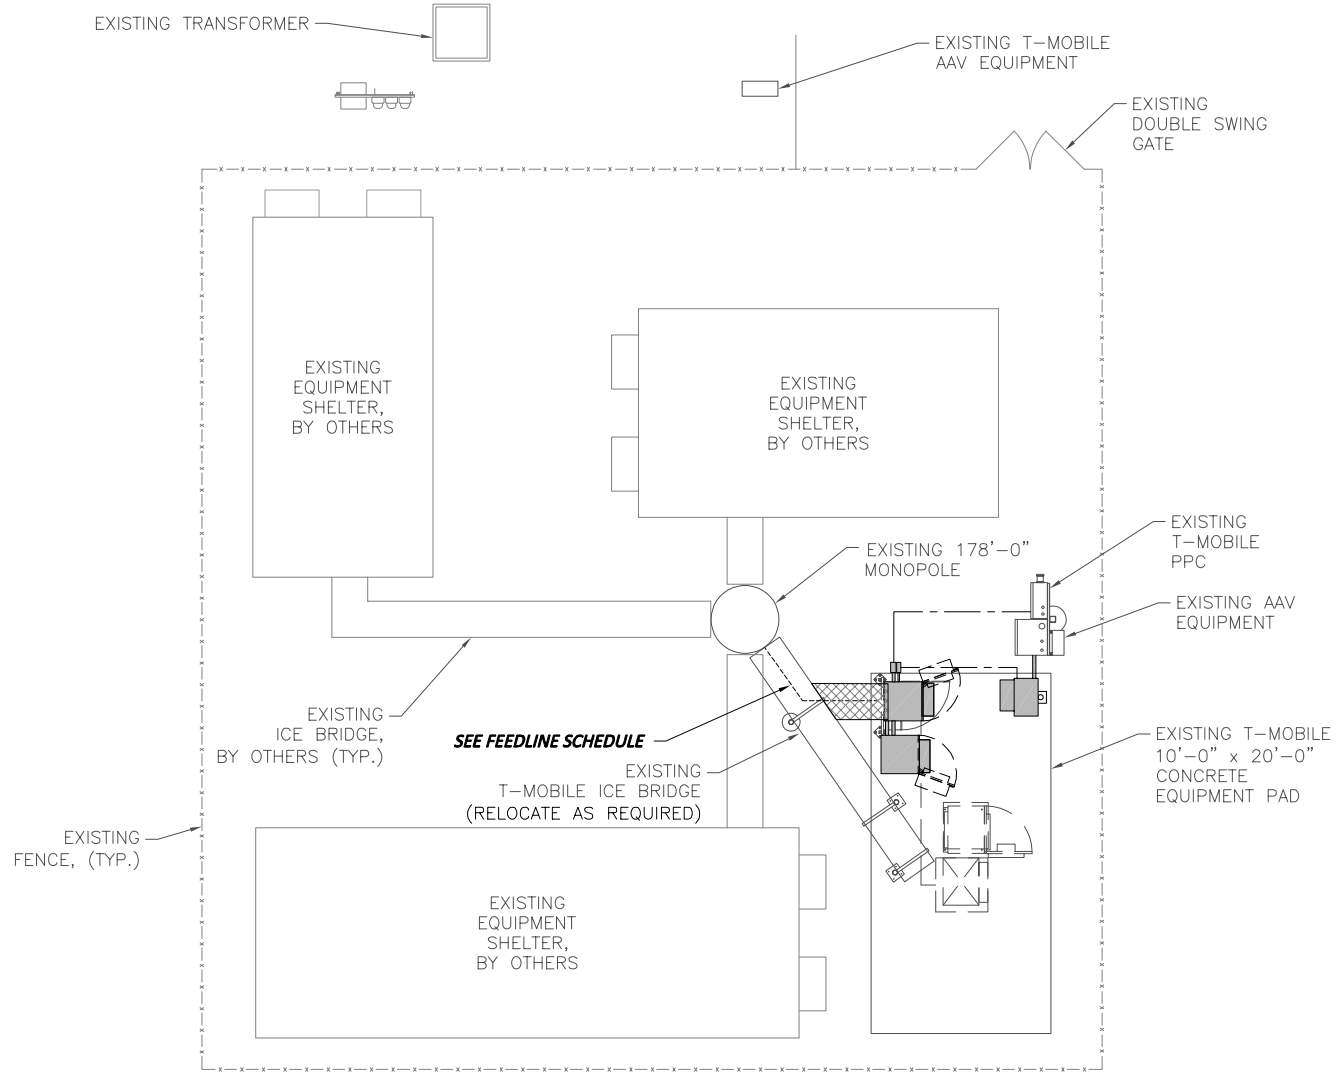 EXISTING TRANSFORMER
EXISTING T-MOBILE
AAV EQUIPMENT
EXISTING
DOUBLE SWING
GATE
EXISTING
EQUIPMENT
SHELTER,
BY OTHERS
EXISTING
EQUIPMENT
SHELTER,
BY OTHERS
EXISTING
T-MOBILE
PPC
EXISTING 178'-0"
MONOPOLE
EXISTING AAV
EQUIPMENT
EXISTING
ICE BRIDGE,
BY OTHERS (TYP.)
SEE FEEDLINE SCHEDULE
EXISTING
T-MOBILE ICE BRIDGE
(RELOCATE AS REQUIRED)
EXISTING T-MOBILE
10'-0" x 20'-0"
CONCRETE
EQUIPMENT PAD
EXISTING
FENCE, (TYP.)
EXISTING
EQUIPMENT
SHELTER,
BY OTHERS